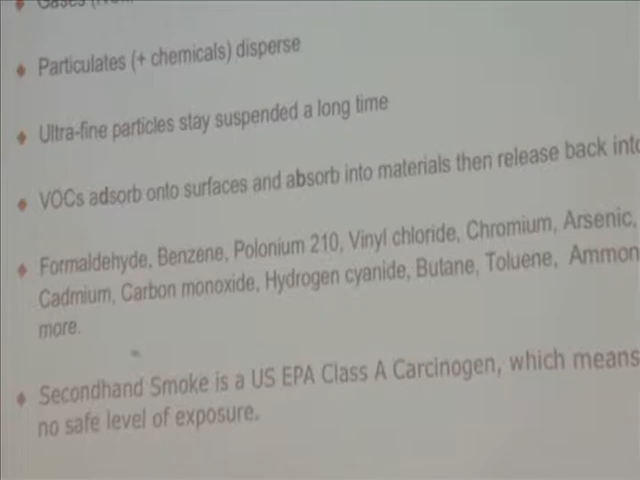 Gases
Particulates (+ chemicals) disperse
Ultra-fine particles stay suspended a long time
VOCs adsorb onto surfaces and absorb into materials then release back into
Formaldehyde, Benzene, Polonium 210, Vinyl chloride, Chromium, Arsenic,
Cadmium, Carbon monoxide, Hydrogen cyanide, Butane, Toluene, Ammon
more.
Secondhand Smoke is a US EPA Class A Carcinogen, which means
no safe level of exposure.